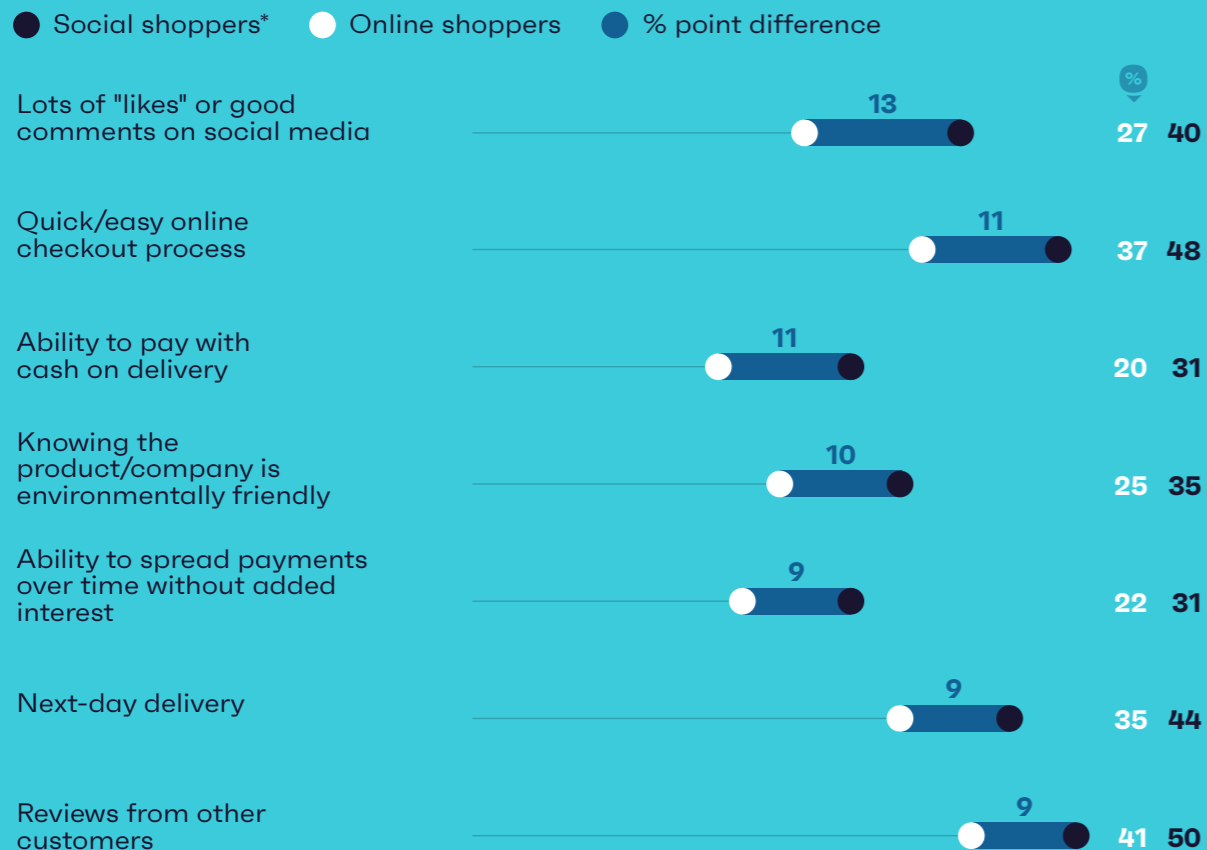 Social shoppers* Online shoppers % point difference
%
Lots of "likes" or good
comments on social media
13
27 40
Quick/easy online
checkout process
11
37 48
Ability to pay with
cash on delivery
11
20 31
Knowing the
product/company is
environmentally friendly
10
25 35
Ability to spread payments
over time without added
interest
9
22 31
Next-day delivery
9
35 44
Reviews from other
customers
9
41 50